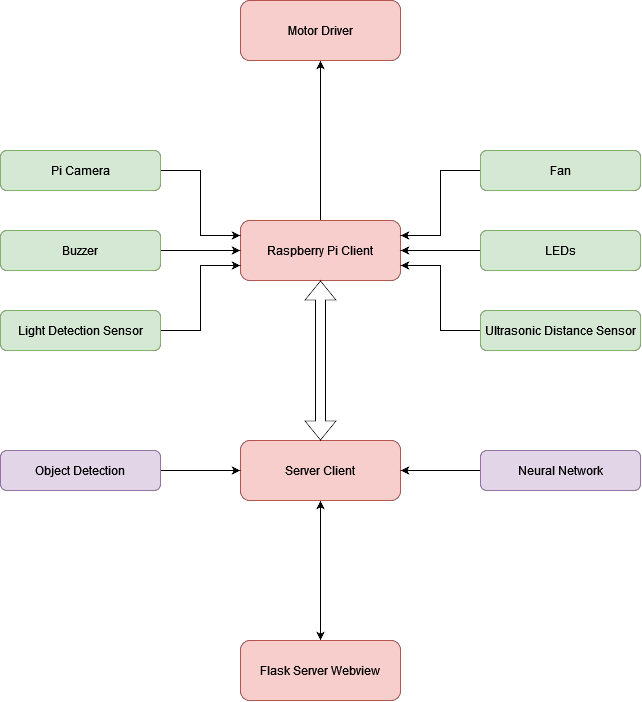 Motor Driver
Pi Camera
Fan
Buzzer
Raspberry Pi Client
LEDs
Light Detection Sensor
Ultrasonic Distance Sensor
Object Detection
Server Client
Neural Network
Flask Server Webview